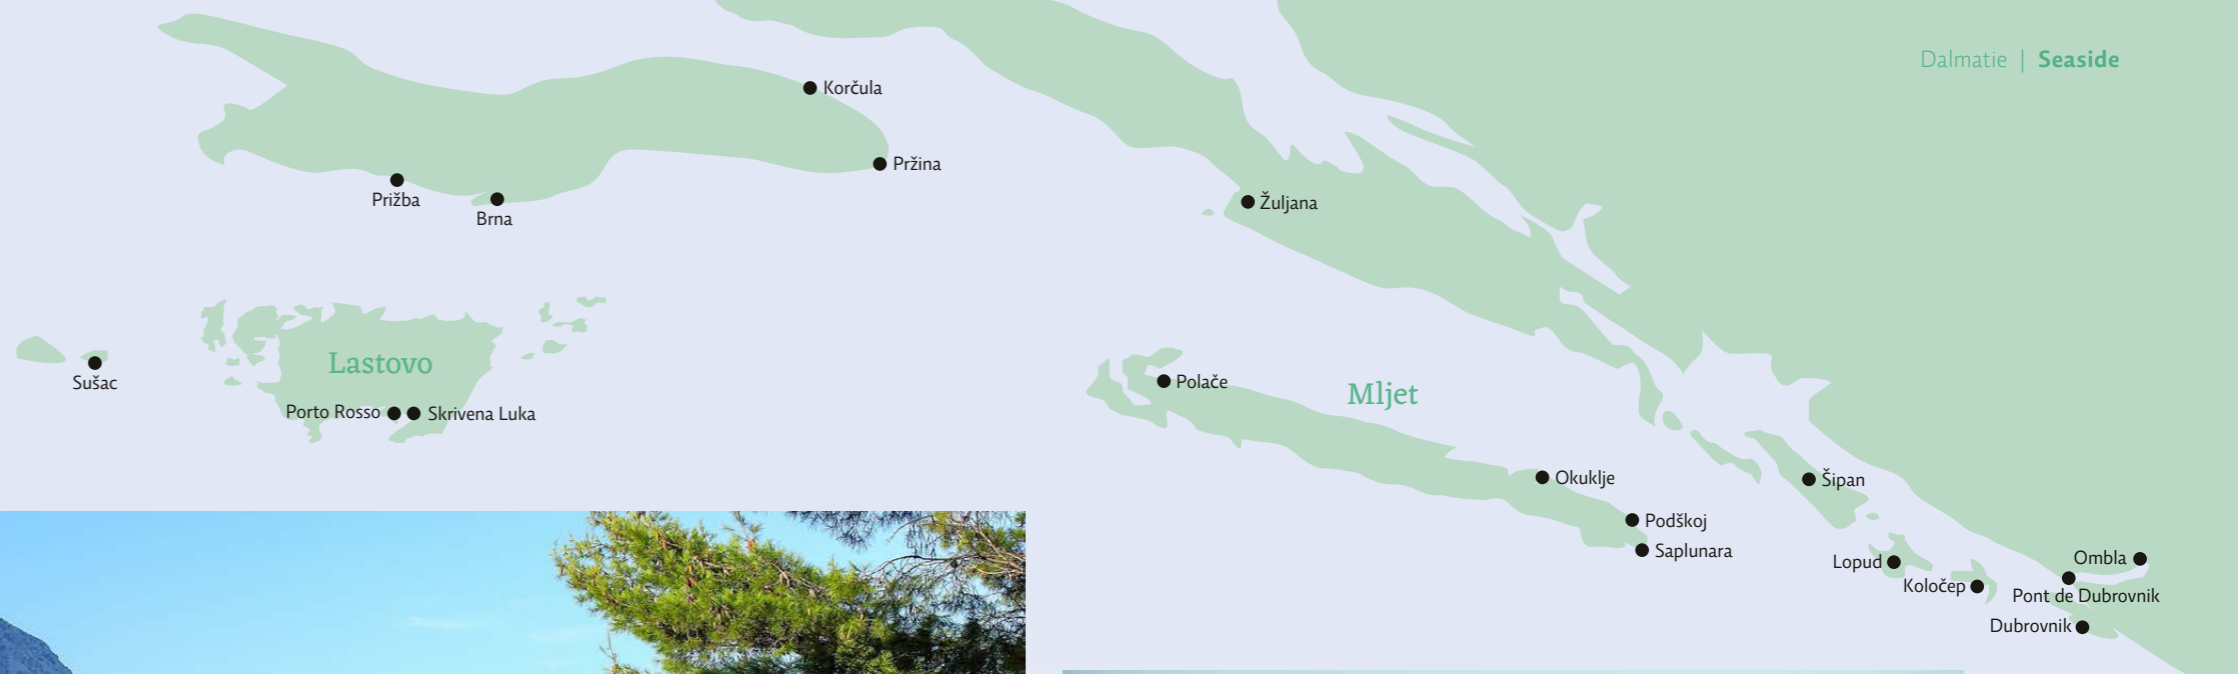 Dalmatie | Seaside
Korčula
Pržina
Prižba
Brna
Žuljana
Lastovo
Sušac
Porto Rosso
Skrivena Luka
Polače
Mljet
Okuklje
Šipan
Podškoj
Saplunara
Lopud
Ombla
Koločep
Pont de Dubrovnik
Dubrovnik